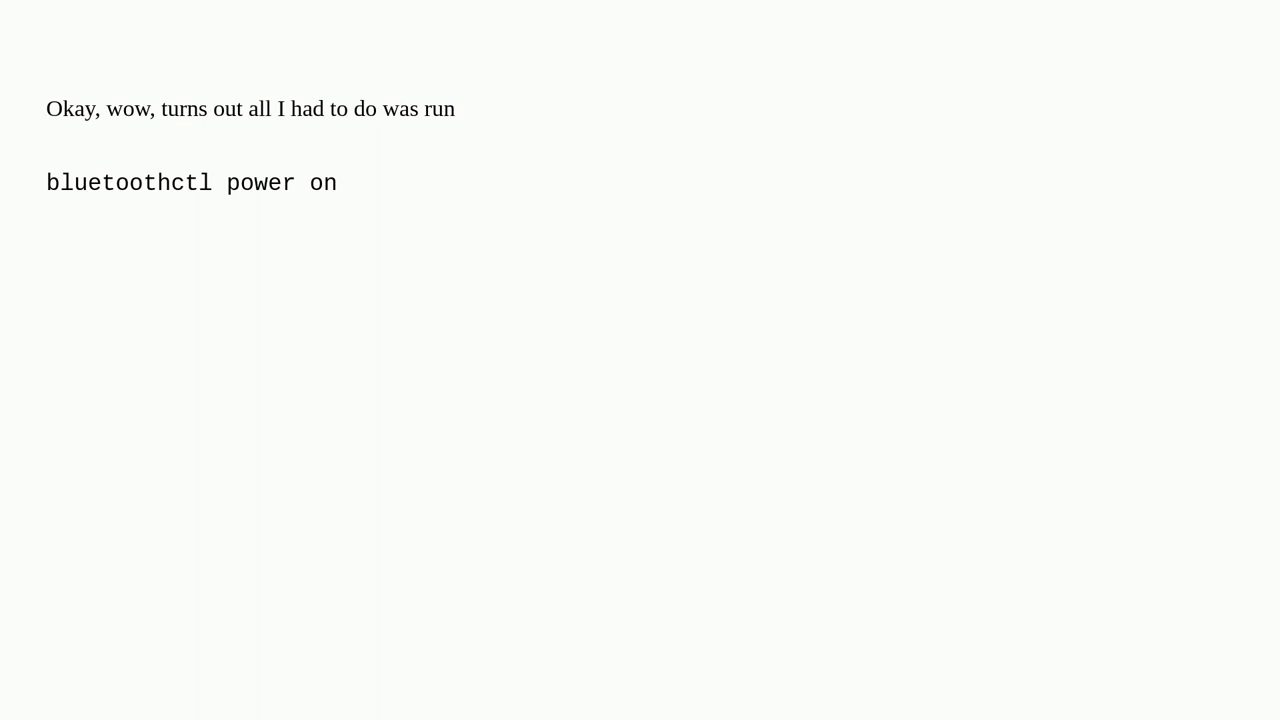 Okay, wow, turns out all I had to do was run
bluetoothctl power on